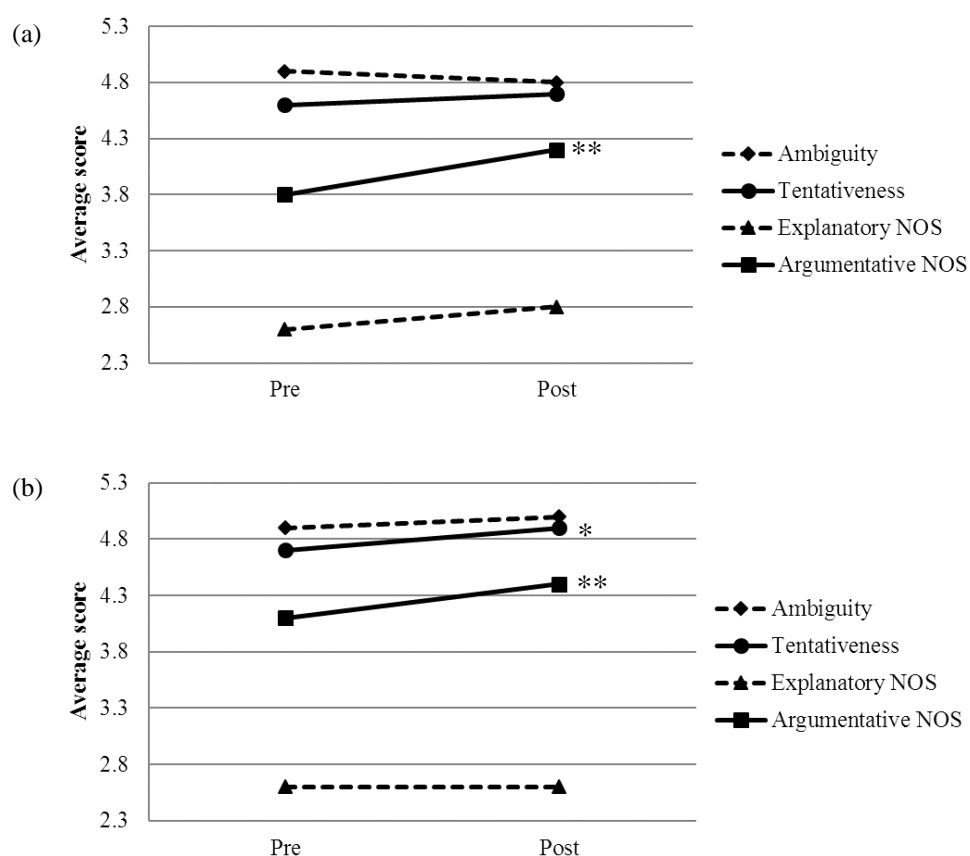 (a)
Average score
5.3
4.8
4.3
3.8
3.3
2.8
2.3
**
Pre
Post
Ambiguity
Tentativeness
Explanatory NOS
Argumentative NOS
(b)
Average score
5.3
4.8
4.3
3.8
3.3
2.8
2.3
*
**
Pre
Post
Ambiguity
Tentativeness
Explanatory NOS
Argumentative NOS